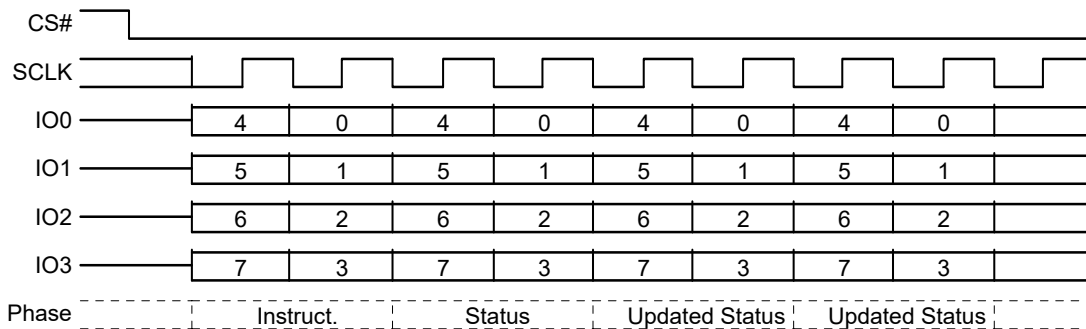 CS#
SCLK
IO0 4 0 4 0 4 0 4 0
IO1 5 1 5 1 5 1 5 1
IO2 6 2 6 2 6 2 6 2
IO3 7 3 7 3 7 3 7 3
Phase Instruct. Status Updated Status Updated Status